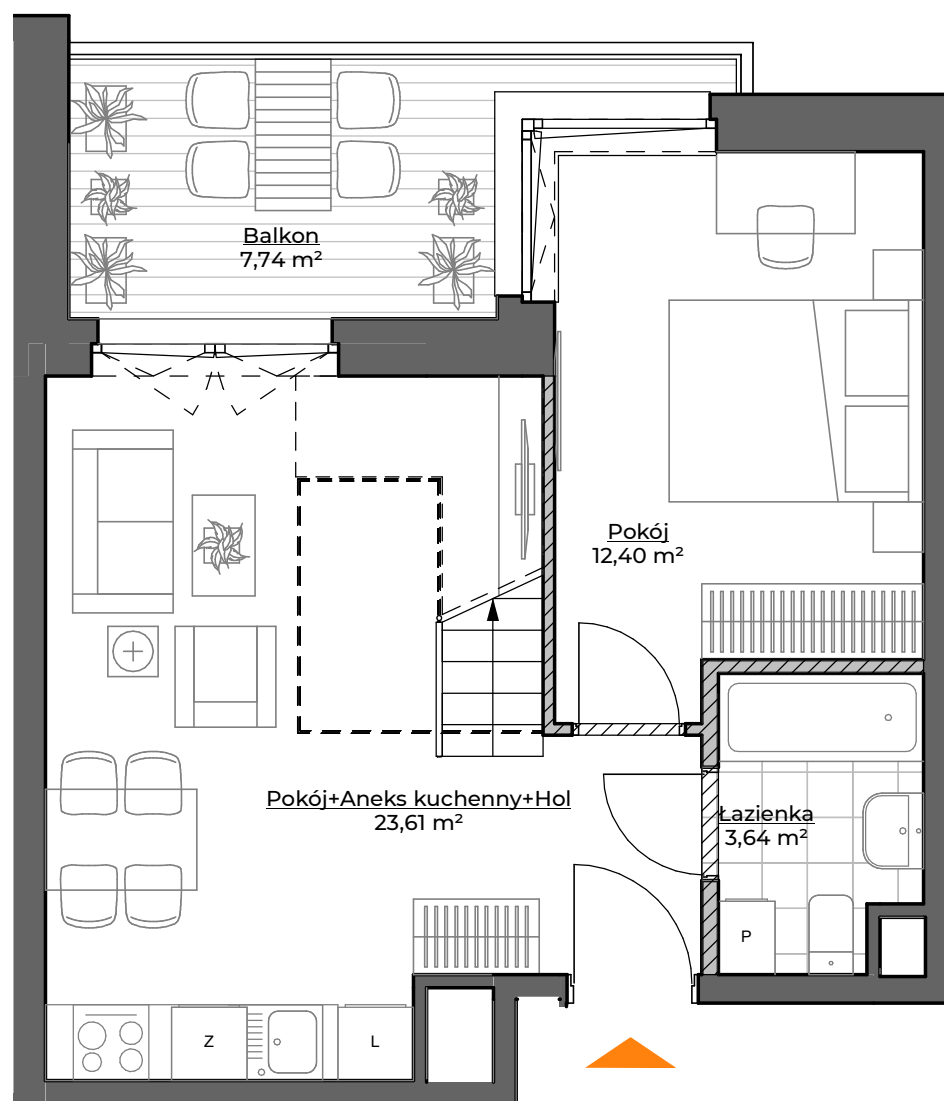 Balkon
7,74 m²
Pokój
12,40 m²
Pokój+Aneks kuchenny+Hol
23,61 m²
Łazienka
3,64 m²
P
Z
L